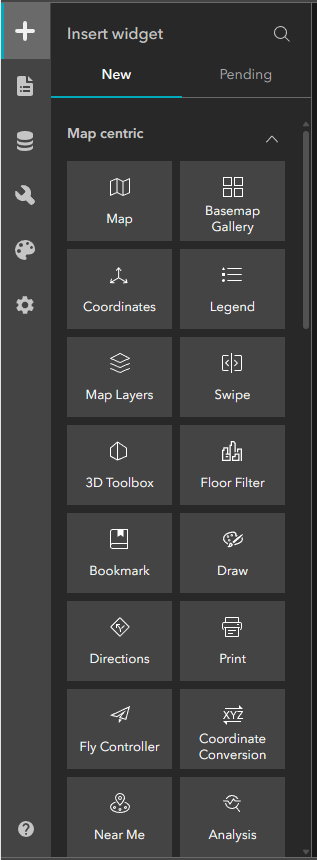 Insert widget
New
Pending
Map centric
Map
Basemap
Gallery
Coordinates
Legend
Map Layers
Swipe
3D Toolbox
Floor Filter
Bookmark
Draw
Directions
Print
Fly Controller
XYZ
Coordinate
Conversion
Near Me
Analysis